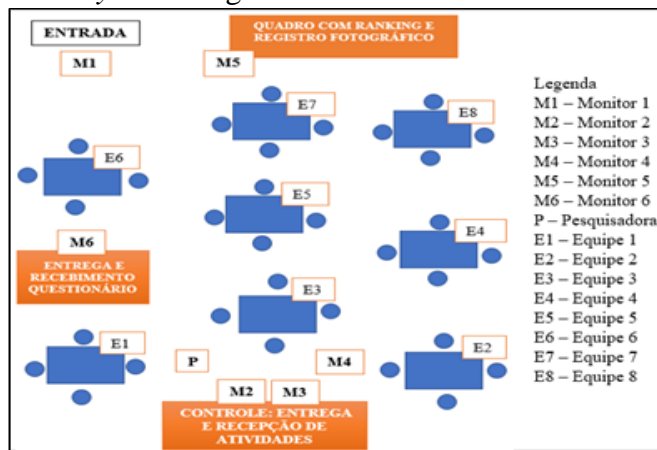 ENTRADA
M1
QUADRO COM RANKING E
REGISTRO FOTOGRÁFICO
M5
E7
E8
E6
E5
E4
M6
ENTREGA E
RECEBIMENTO
QUESTIONÁRIO
E3
E1
P
M4
E2
M2
M3
CONTROLE: ENTREGA
E RECEPÇÃO DE
ATIVIDADES
Legenda
M1 – Monitor 1
M2 – Monitor 2
M3 – Monitor 3
M4 – Monitor 4
M5 – Monitor 5
M6 – Monitor 6
P – Pesquisadora
E1 – Equipe 1
E2 – Equipe 2
E3 – Equipe 3
E4 – Equipe 4
E5 – Equipe 5
E6 – Equipe 6
E7 – Equipe 7
E8 – Equipe 8